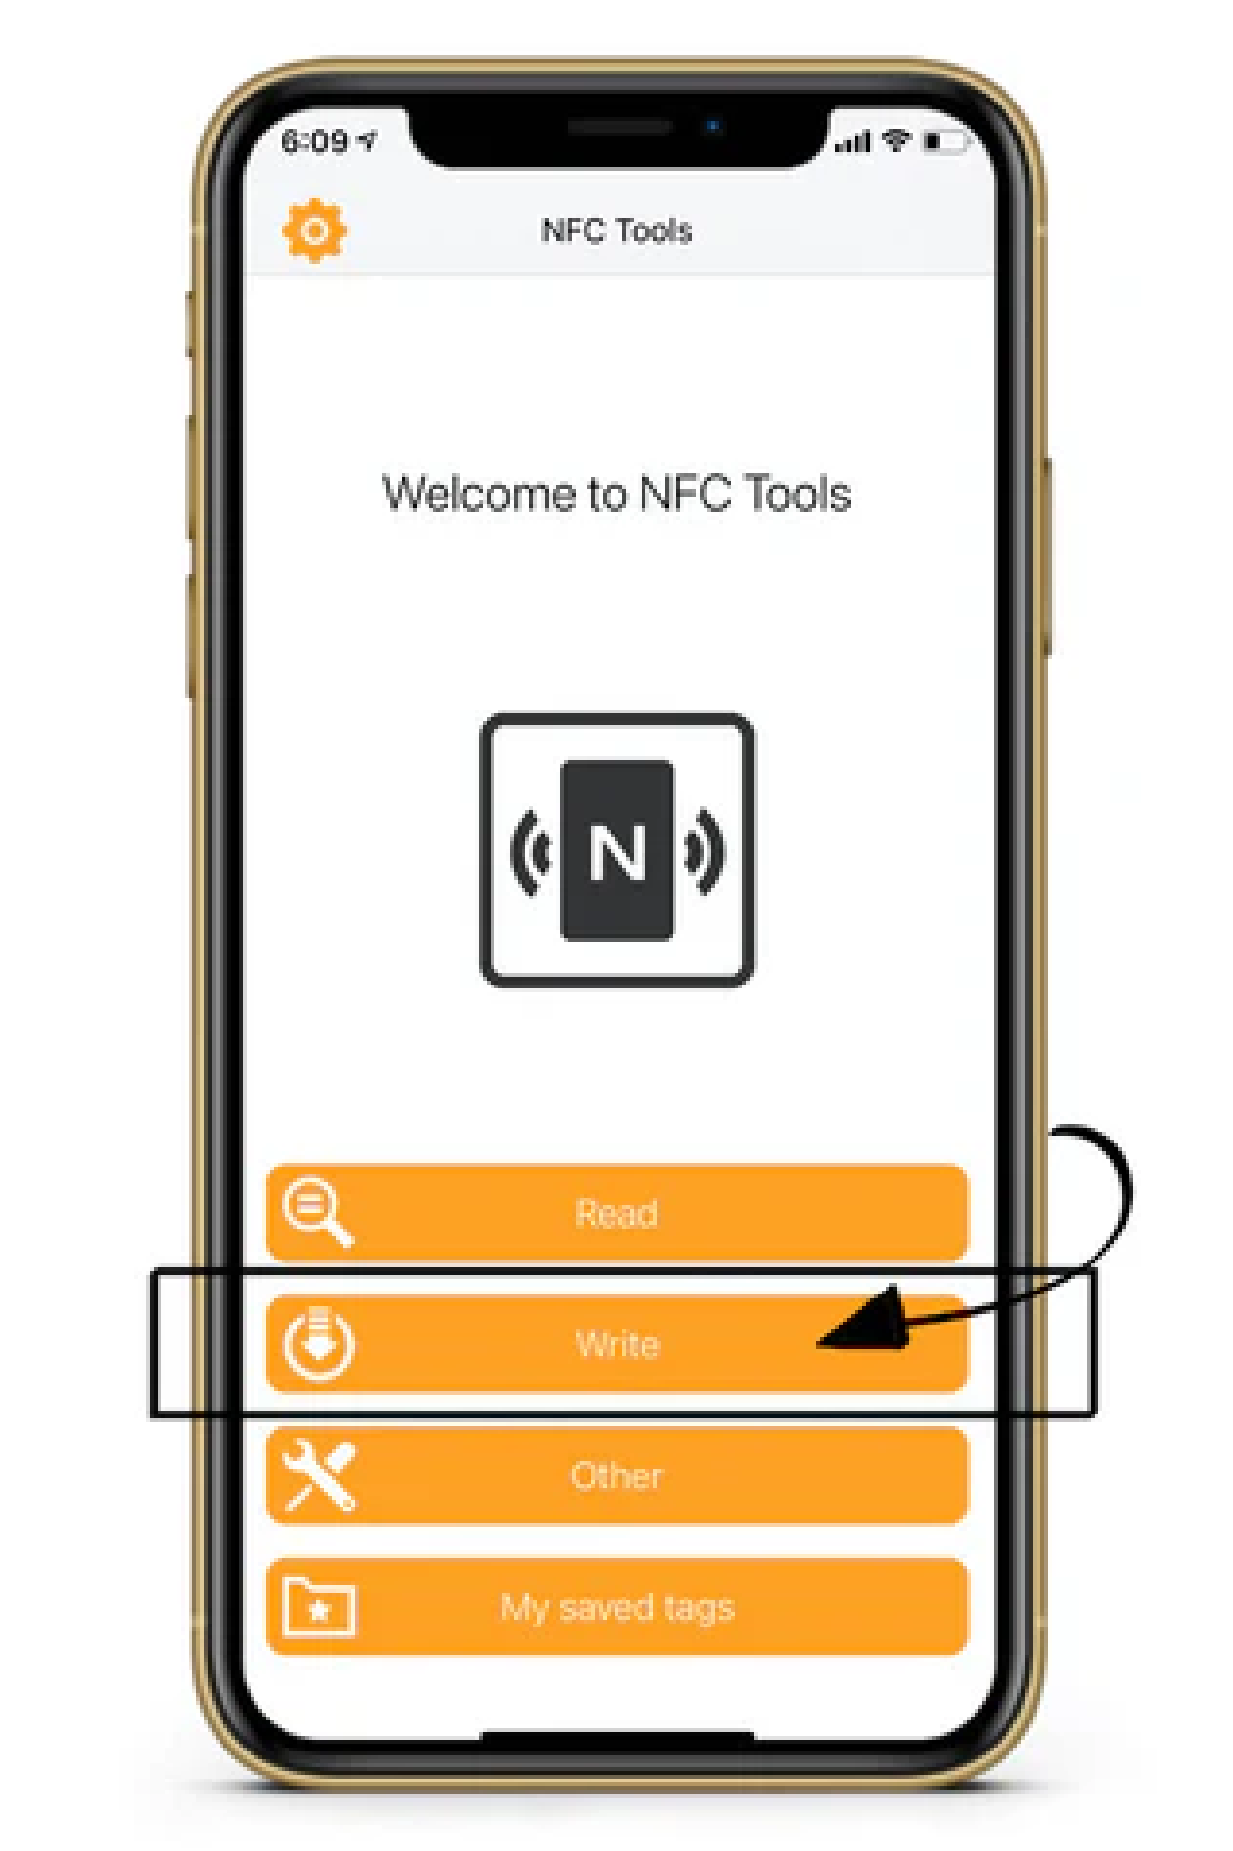 6:09
NFC Tools
Welcome to NFC Tools
N
Read
Write
Other
My saved tags